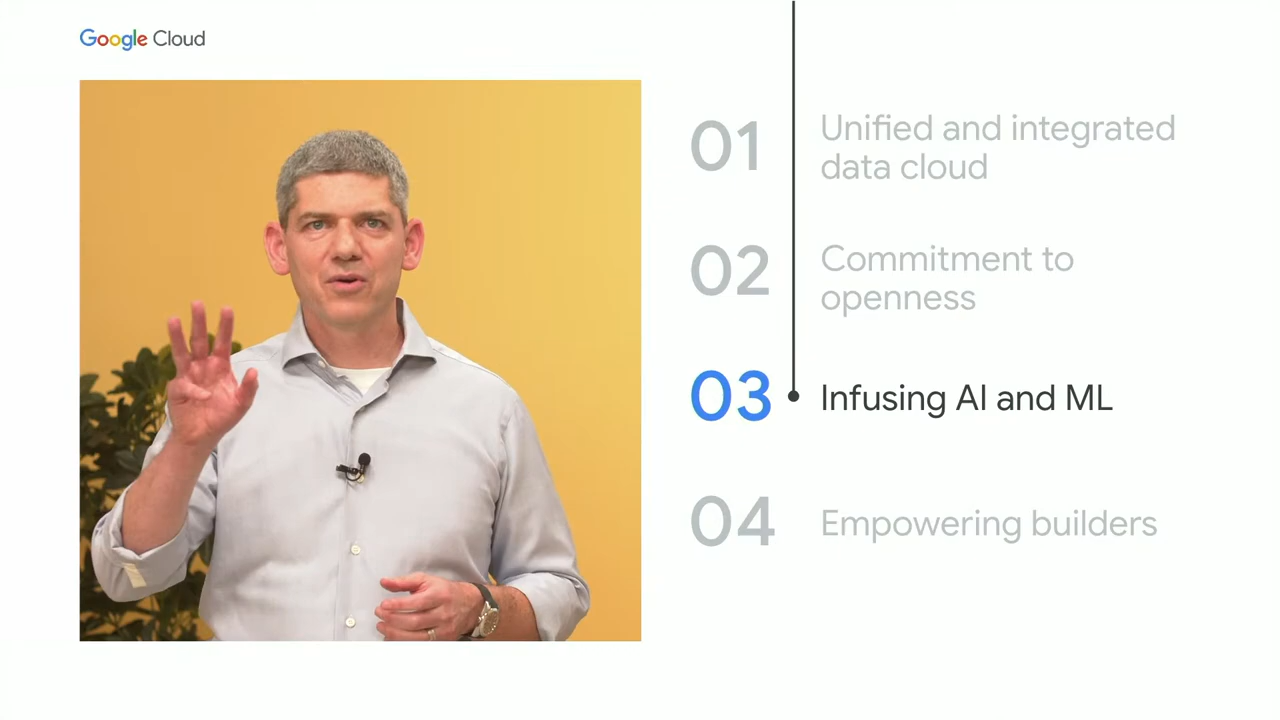 Google Cloud
01
Unified and integrated
data cloud
02
Commitment to
openness
03
Infusing AI and ML
04
Empowering builders